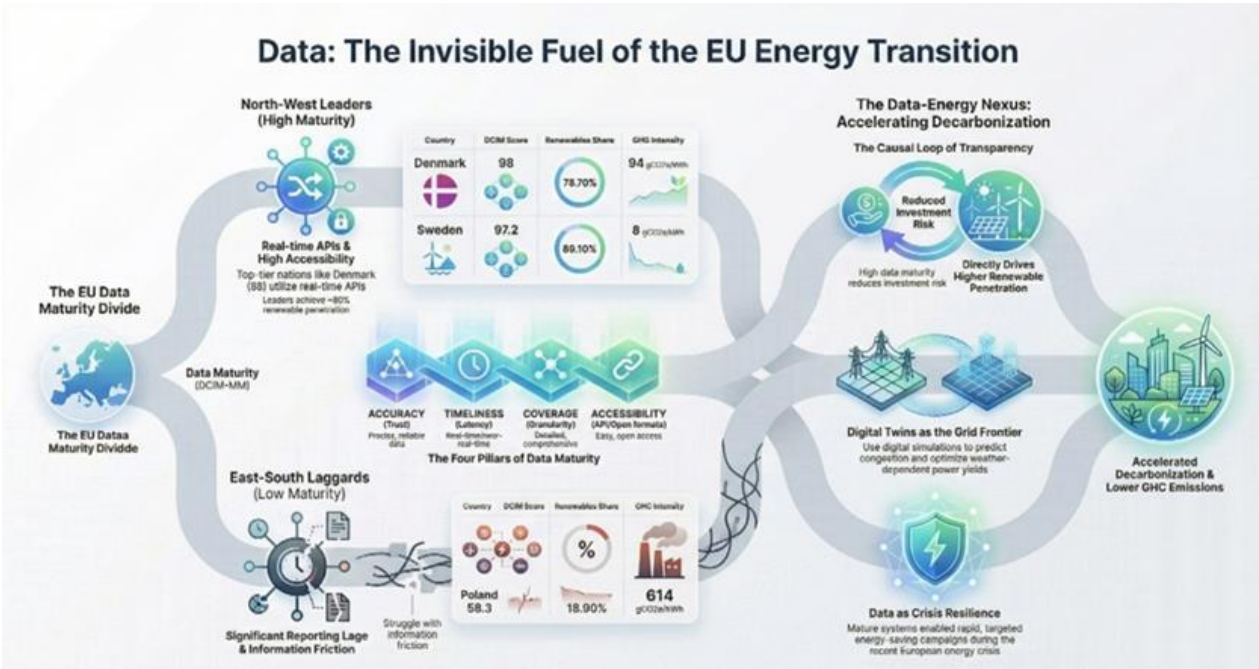 Data: The Invisible Fuel of the EU Energy Transition
North-West Leaders
(High Maturity)
Real-time APIs &
High Accessibility
Top-tier nations like Denmark
(88) utilize real-time APIs
Leaders achieve ~80%
renewable penetration
Country DCIM Score Renewables Share GHG Intensity
Denmark 98 78.70% 94 gCO2e/kWh
Sweden 97.2 89.10% 8 gCO2e/kWh
The EU Data
Maturity Divide
The EU Dataa
Maturity Dividde
Data Maturity
(DCIM-MM)
ACCURACY
(Trust)
Precise, reliable
data
TIMELINESS
(Latency)
Real-time/near-
real-time
COVERAGE
(Granularity)
Detailed,
comprehensive
ACCESSIBILITY
(API/Open formats)
Easy, open access
The Four Pillars of Data Maturity
East-South Laggards
(Low Maturity)
Significant Reporting Lage
& Information Friction
Struggle with
information
friction
Country DCIM Score Renewables Share GHC Intensity
%
Poland
58.3 18.90% 614
gCO2e/kWh
The Data-Energy Nexus:
Accelerating Decarbonization
The Causal Loop of Transparency
$
Reduced
Investment
Risk
High data maturity
reduces investment risk
Directly Drives
Higher Renewable
Penetration
Digital Twins as the Grid Frontier
Use digital simulations to predict
congestion and optimize weather-
dependent power yields
Data as Crisis Resilience
Mature systems enabled rapid, targeted
energy-saving campaigns during the
recent European energy crisis
Accelerated
Decarbonization &
Lower GHC Emissions